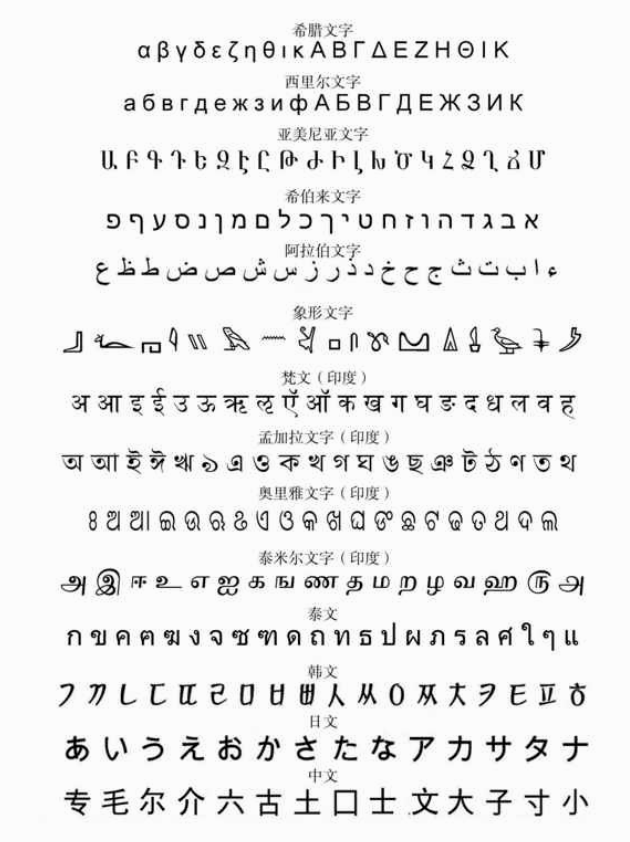 希腊文字
αβγδεζηθικΑΒΓΔΕΖΗΘΙΚ
西里尔文字
абвгдежзифАБВГДЕЖЗИК
亚美尼亚文字
Ա Բ Գ Դ Ե Զ Է Ը Թ Ժ Ի Լ Խ Ծ Կ Հ Ձ Ղ Ճ Մ
希伯来文字
א ב ג ד ה ו ז ח ט י ך כ ל ם מ ן נ ס ע ף פ
阿拉伯文字
ء ا ب ت ث ج ح خ د ذ ر ز س ش ص ض ط ظ ع
象形文字
梵文（印度）
अ आ इ ई उ ऊ ऋ ऌ ऍ ऑ क ख ग घ ङ द ध ल व ह
孟加拉文字（印度）
অ আ ই ঈ ঋ ঌ এ ও ক খ গ ঘ ঙ ছ ঞ ট ঠ ণ ত থ
奥里雅文字（印度）
ଃ ଅ ଆ ଇ ଉ ଋ ଌ ଏ ଓ କ ଖ ଘ ଙ ଛ ଟ ଢ ତ ଥ ଦ ଲ
泰米尔文字（印度）
அ இ ஈ உ எ ஐ க ங ண த ம ற ழ வ ஹ ௫ அ
泰文
ก ข ค ฅ ฆ ง จ ซ ฑ ด ถ ท ธ ป ผ ภ ร ล ศ ใ ๆ แ
韩文
ㄱ ㄲ ㄴ ㄷ ㄸ ㄹ ㅁ ㅂ ㅃ 人 ㅆ ㅇ ㅉ 大 ㅋ ㅌ ㅍ ㅎ
日文
あ い う え お か さ た な ア カ サ タ ナ
中文
专 毛 尔 介 六 古 土 口 士 文 大 子 寸 小